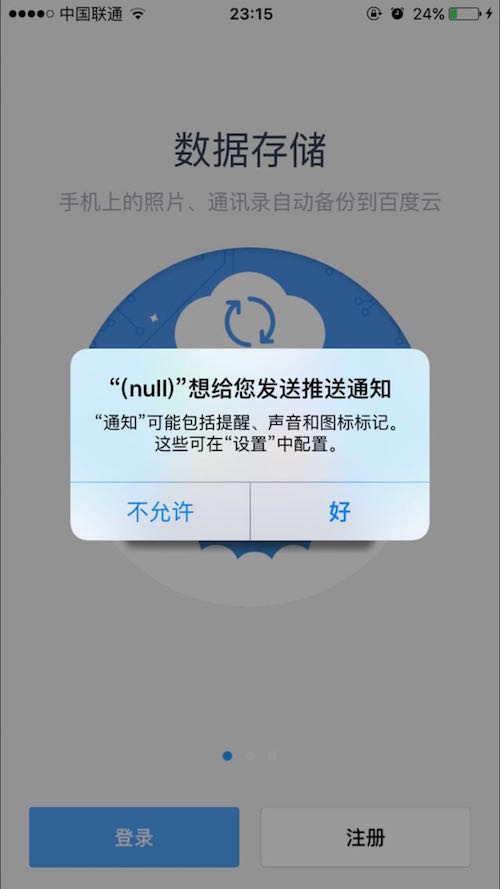 中国联通
23:15
24%
数据存储
手机上的照片、通讯录自动备份到百度云
“(null)”想给您发送推送通知
“通知”可能包括提醒、声音和图标标记。
这些可在“设置”中配置。
不允许
好
登录
注册